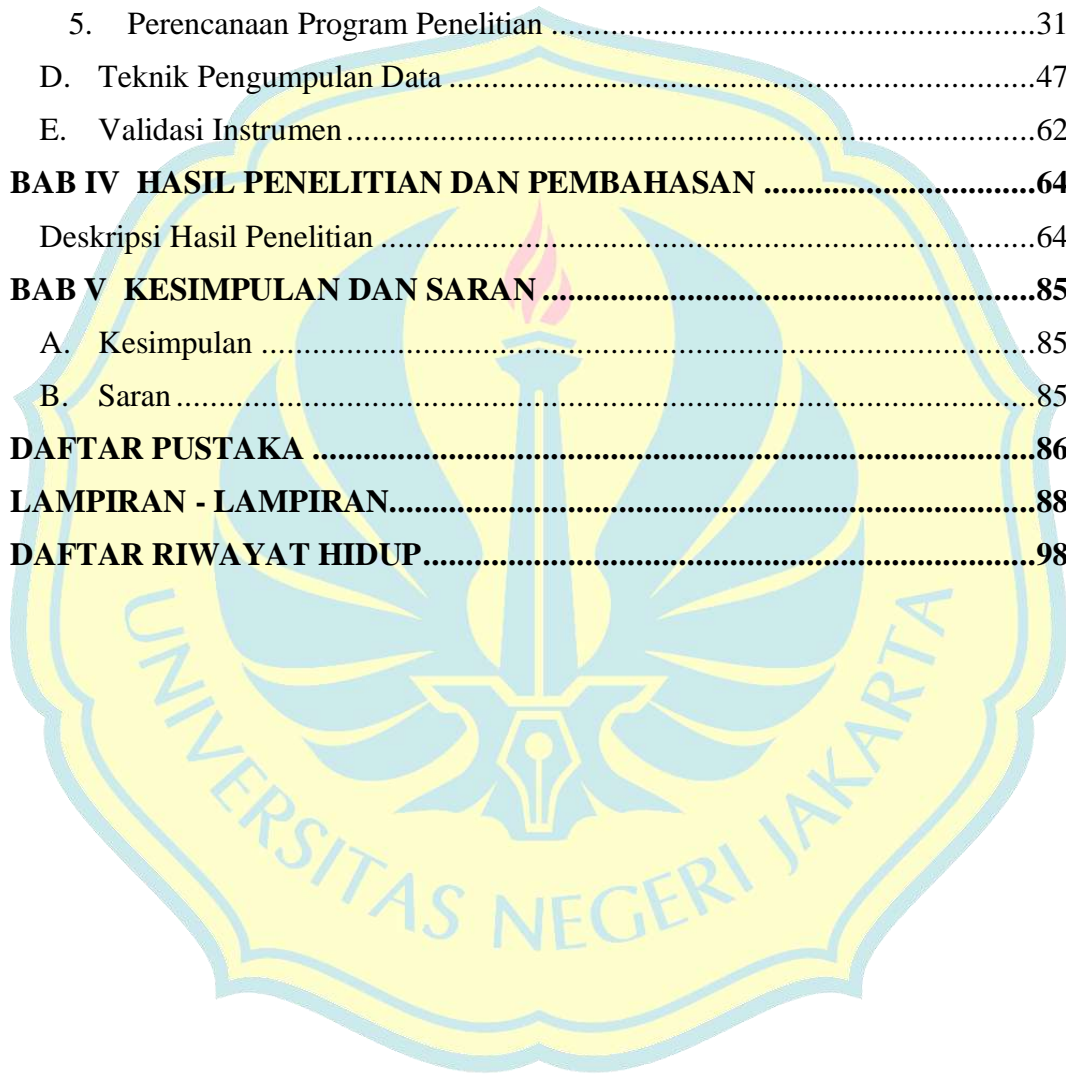 5. Perencanaan Program Penelitian ........................................................................31
D. Teknik Pengumpulan Data ........................................................................47
E. Validasi Instrumen........................................................................62
BAB IV HASIL PENELITIAN DAN PEMBAHASAN ....................................64
Deskripsi Hasil Penelitian ........................................................................64
BAB V KESIMPULAN DAN SARAN ................................................................85
A. Kesimpulan ........................................................................85
B. Saran ........................................................................85
DAFTAR PUSTAKA ........................................................................86
LAMPIRAN - LAMPIRAN........................................................................88
DAFTAR RIWAYAT HIDUP........................................................................98
UNIVERSITAS NEGERI JAKARTA